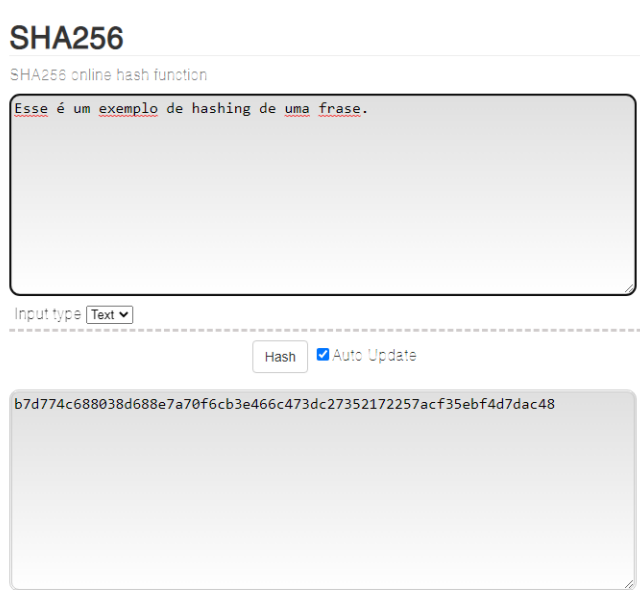 SHA256
SHA256 online hash function
Esse é um exemplo de hashing de uma frase.
Input type Text
Hash Auto Update
b7d774c688038d688e7a70f6cb3e466c473dc27352172257acf35ebf4d7dac48